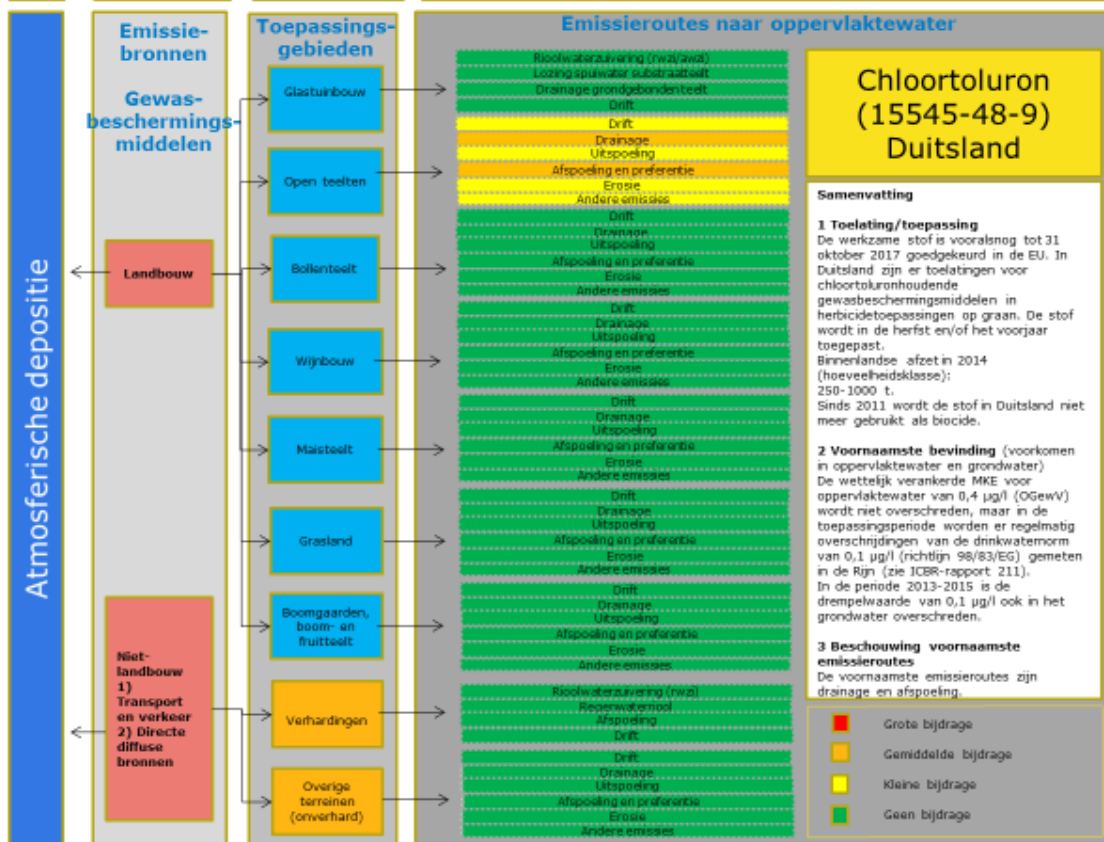 Atmosferische depositie
Emissie-
bronnen
Gewas-
beschermings-
middelen
Landbouw
Niet-
landbouw
1)
Transport
en verkeer
2) Directe
diffuse
bronnen
Toepassings-
gebieden
Glastuinbouw
Open teelten
Bollenteelt
Wijnbouw
Maisteelt
Grasland
Boomgaarden,
boom- en
fruitteelt
Verhardingen
Overige
terreinen
(onverhard)
Emissieroutes naar oppervlaktewater
Rioolwaterzuivering (rwzi/awzi)
Lozing spuiwater substraatteelt
Drainage grondgebonden teelt
Drift
Drift
Drainage
Uitspoeling
Afspoeling en preferentie
Erosie
Andere emissies
Drift
Drainage
Uitspoeling
Afspoeling en preferentie
Erosie
Andere emissies
Drift
Drainage
Uitspoeling
Afspoeling en preferentie
Erosie
Andere emissies
Drift
Drainage
Uitspoeling
Afspoeling en preferentie
Erosie
Andere emissies
Drift
Drainage
Uitspoeling
Afspoeling en preferentie
Erosie
Andere emissies
Drift
Drainage
Uitspoeling
Afspoeling en preferentie
Erosie
Andere emissies
Rioolwaterzuivering (rwzi)
Regenwaterriool
Afspoeling
Drift
Drift
Drainage
Uitspoeling
Afspoeling en preferentie
Erosie
Andere emissies
Chloortoluron
(15545-48-9)
Duitsland
Samenvatting
1 Toelating/toepassing
De werkzame stof is vooralsnog tot 31
oktober 2017 goedgekeurd in de EU. In
Duitsland zijn er toelatingen voor
chloortoluronhoudende
gewasbeschermingsmiddelen in
herbicidetoepassingen op graan. De stof
wordt in de herfst en/of het voorjaar
toegepast.
Binnenlandse afzet in 2014
(hoeveelheidsklasse):
250-1000 t.
Sinds 2011 wordt de stof in Duitsland niet
meer gebruikt als biocide.
2 Voornaamste bevinding (voorkomen
in oppervlaktewater en grondwater)
De wettelijk verankerde MKE voor
oppervlaktewater van 0,4 µg/l (OGewV)
wordt niet overschreden, maar in de
toepassingsperiode worden er regelmatig
overschrijdingen van de drinkwaternorm
van 0,1 µg/l (richtlijn 98/83/EG) gemeten
in de Rijn (zie ICBR-rapport 211).
In de periode 2013-2015 is de
drempelwaarde van 0,1 µg/l ook in het
grondwater overschreden.
3 Beschouwing voornaamste
emissieroutes
De voornaamste emissieroutes zijn
drainage en afspoeling.
Grote bijdrage
Gemiddelde bijdrage
Kleine bijdrage
Geen bijdrage